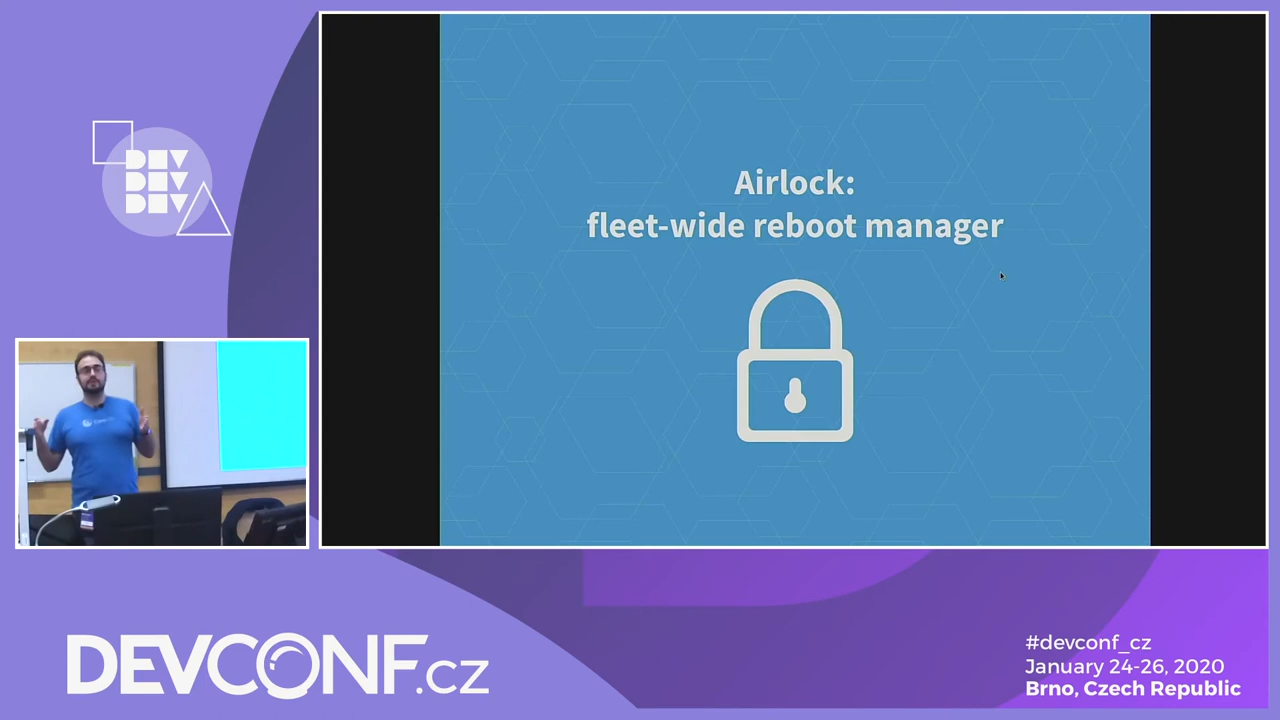 DEV
DEV
DEV
Airlock:
fleet-wide reboot manager
DEVCONF.cz
#devconf_cz
January 24-26, 2020
Brno, Czech Republic